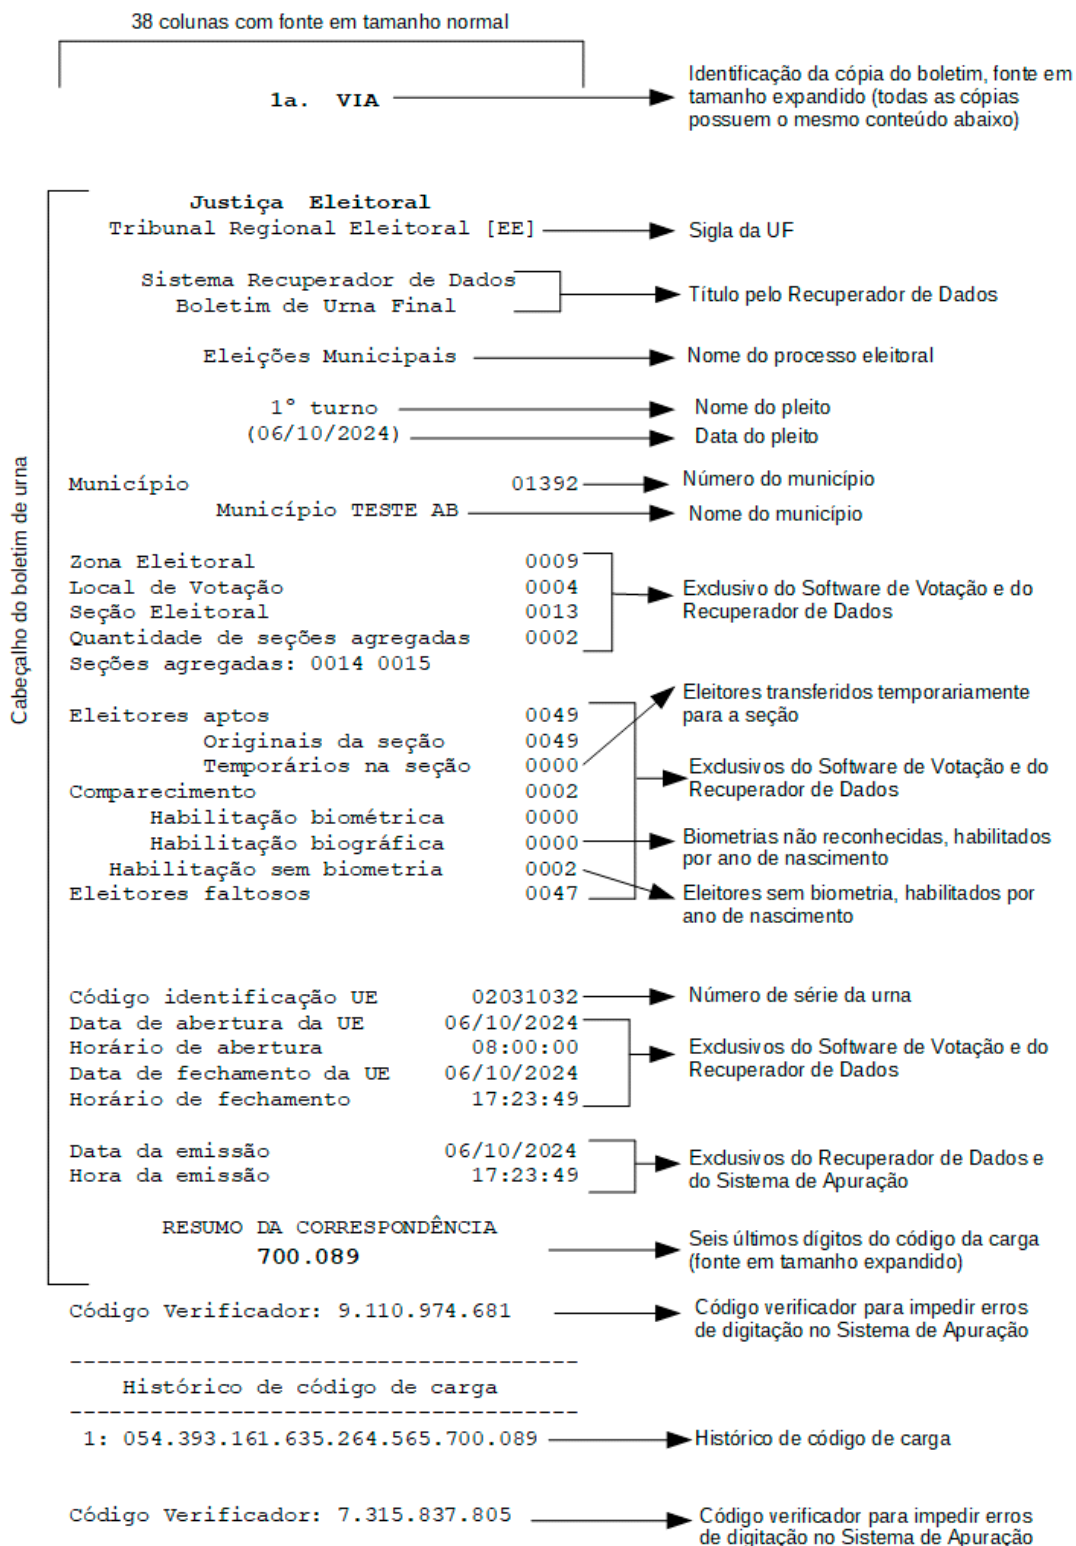 38 colunas com fonte em tamanho normal
1a. VIA
Identificação da cópia do boletim, fonte em
tamanho expandido (todas as cópias
possuem o mesmo conteúdo abaixo)
Cabeçalho do boletim de urna
Justiça Eleitoral
Tribunal Regional Eleitoral [EE]
Sigla da UF
Sistema Recuperador de Dados
Boletim de Urna Final
Título pelo Recuperador de Dados
Eleições Municipais
Nome do processo eleitoral
1º turno
Nome do pleito
(06/10/2024)
Data do pleito
Município 01392
Número do município
Município TESTE AB
Nome do município
Zona Eleitoral 0009
Local de Votação 0004
Seção Eleitoral 0013
Quantidade de seções agregadas 0002
Seções agregadas: 0014 0015
Exclusivo do Software de Votação e do
Recuperador de Dados
Eleitores aptos 0049
Originais da seção 0049
Temporários na seção 0000
Comparecimento 0002
Habilitação biométrica 0000
Habilitação biográfica 0000
Habilitação sem biometria 0002
Eleitores faltosos 0047
Eleitores transferidos temporariamente
para a seção
Exclusivos do Software de Votação e do
Recuperador de Dados
Biometrias não reconhecidas, habilitados
por ano de nascimento
Eleitores sem biometria, habilitados por
ano de nascimento
Código identificação UE 02031032
Número de série da urna
Data de abertura da UE 06/10/2024
Horário de abertura 08:00:00
Data de fechamento da UE 06/10/2024
Horário de fechamento 17:23:49
Exclusivos do Software de Votação e do
Recuperador de Dados
Data da emissão 06/10/2024
Hora da emissão 17:23:49
Exclusivos do Recuperador de Dados e
do Sistema de Apuração
RESUMO DA CORRESPONDÊNCIA
700.089
Seis últimos dígitos do código da carga
(fonte em tamanho expandido)
Código Verificador: 9.110.974.681
Código verificador para impedir erros
de digitação no Sistema de Apuração
--------------------------------------
Histórico de código de carga
--------------------------------------
1: 054.393.161.635.264.565.700.089
Histórico de código de carga
Código Verificador: 7.315.837.805
Código verificador para impedir erros
de digitação no Sistema de Apuração